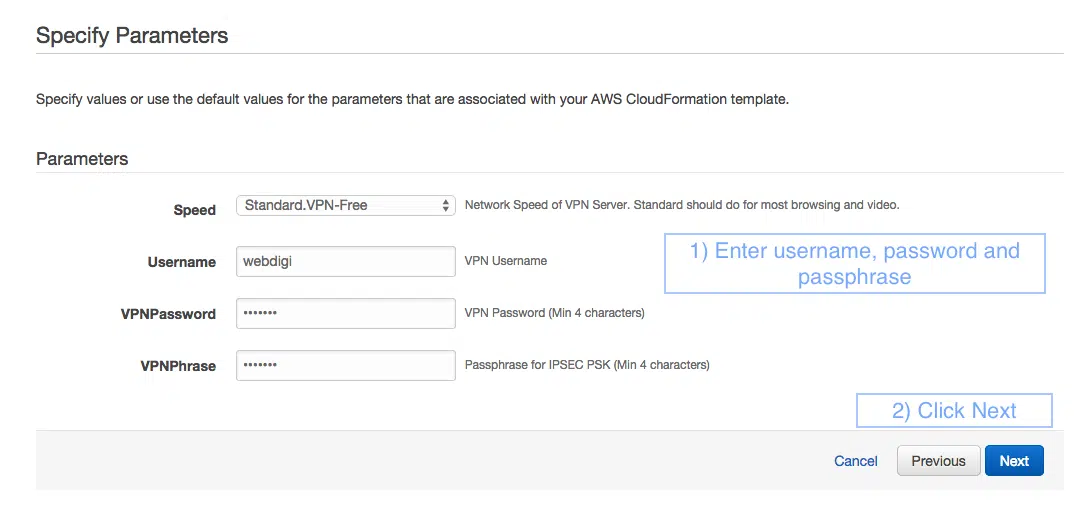 Specify Parameters
Specify values or use the default values for the parameters that are associated with your AWS CloudFormation template.
Parameters
Speed Standard.VPN-Free Network Speed of VPN Server. Standard should do for most browsing and video.
1) Enter username, password and
passphrase
Username webdigi VPN Username
VPNPassword ••••••• VPN Password (Min 4 characters)
VPNPhrase ••••••• Passphrase for IPSEC PSK (Min 4 characters)
2) Click Next
Cancel Previous Next